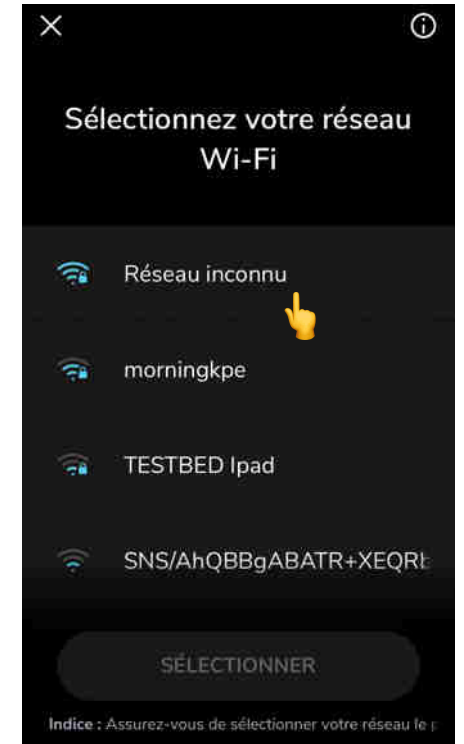 Sélectionnez votre réseau
Wi-Fi
Réseau inconnu
morningkpe
TESTBED Ipad
SNS/AhQBBgABATR+XEQR
SÉLECTIONNER
Indice : Assurez-vous de sélectionner votre réseau le